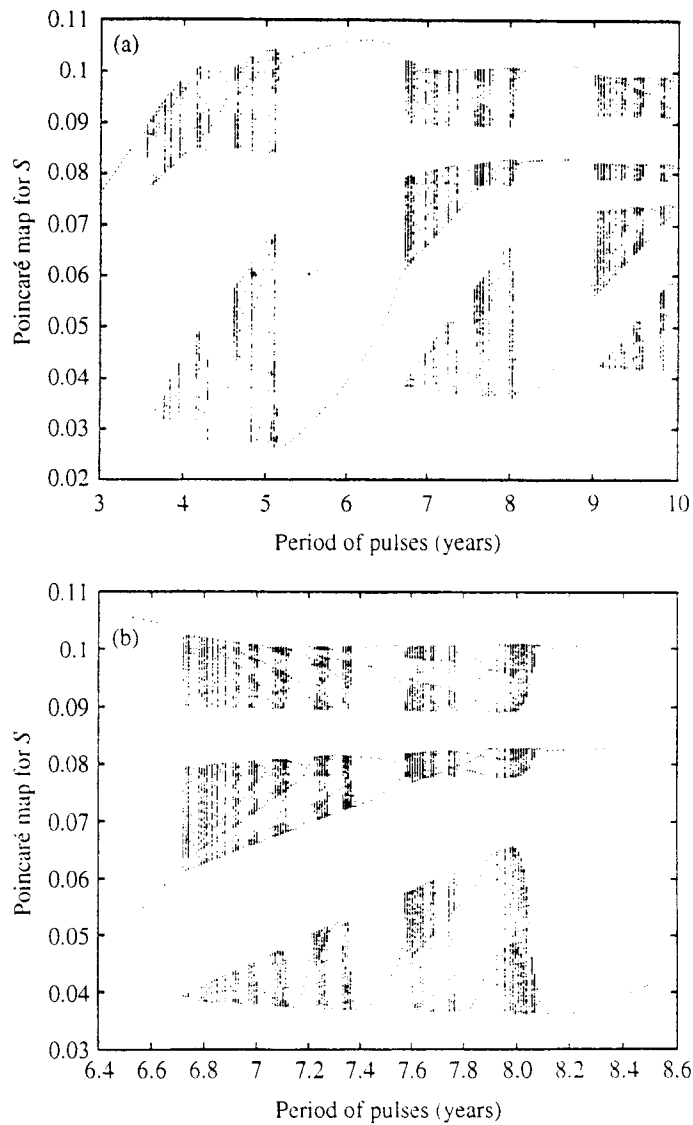 0.11
(a)
0.1
0.09
0.08
0.07
0.06
0.05
0.04
0.03
0.02
3 4 5 6 7 8 9 10
Poincaré map for S
Period of pulses (years)
0.11
(b)
0.1
0.09
0.08
0.07
0.06
0.05
0.04
0.03
6.4 6.6 6.8 7 7.2 7.4 7.6 7.8 8.0 8.2 8.4 8.6
Poincaré map for S
Period of pulses (years)